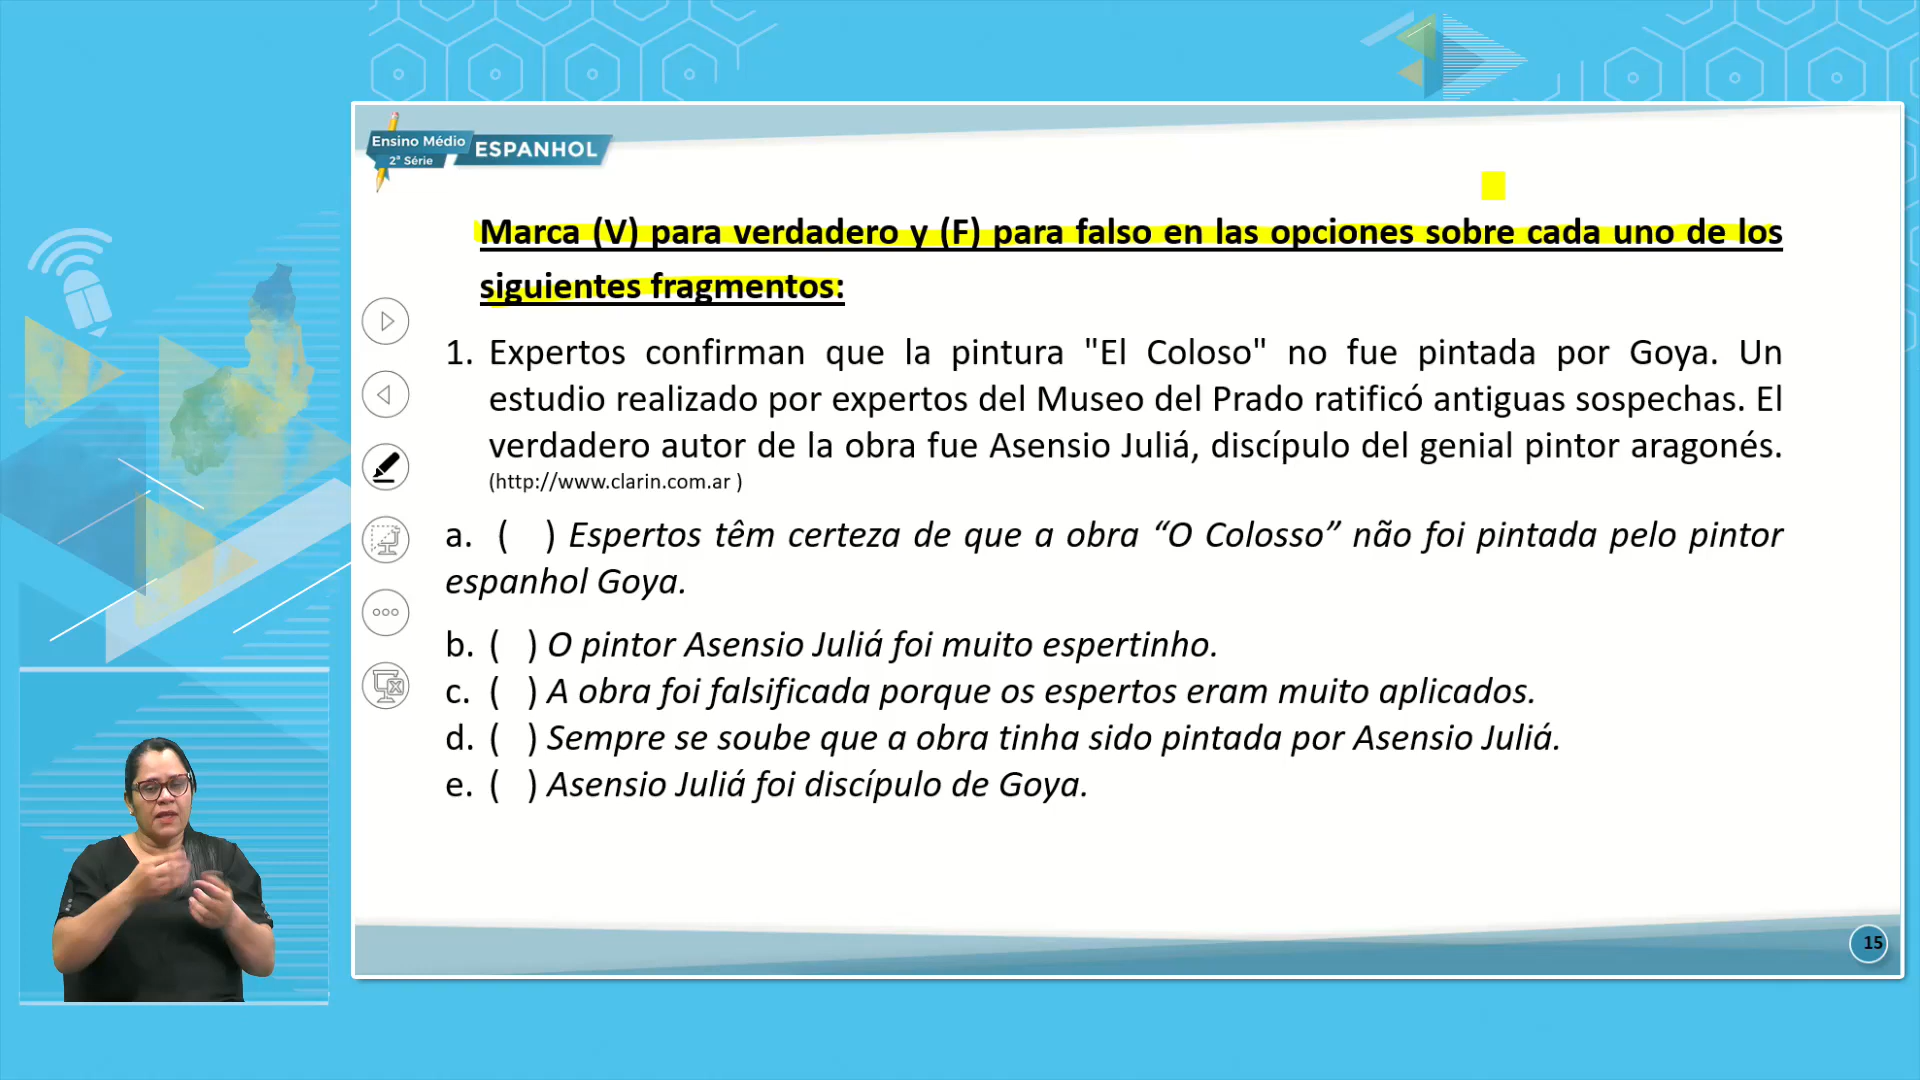 Ensino Médio
2ª Série
ESPANHOL
Marca (V) para verdadero y (F) para falso en las opciones sobre cada uno de los
siguientes fragmentos:
1. Expertos confirman que la pintura "El Coloso" no fue pintada por Goya. Un
estudio realizado por expertos del Museo del Prado ratificó antiguas sospechas. El
verdadero autor de la obra fue Asensio Juliá, discípulo del genial pintor aragonés.
(http://www.clarin.com.ar )
a. ( ) Espertos têm certeza de que a obra “O Colosso” não foi pintada pelo pintor
espanhol Goya.
b. ( ) O pintor Asensio Juliá foi muito espertinho.
c. ( ) A obra foi falsificada porque os espertos eram muito aplicados.
d. ( ) Sempre se soube que a obra tinha sido pintada por Asensio Juliá.
e. ( ) Asensio Juliá foi discípulo de Goya.
15